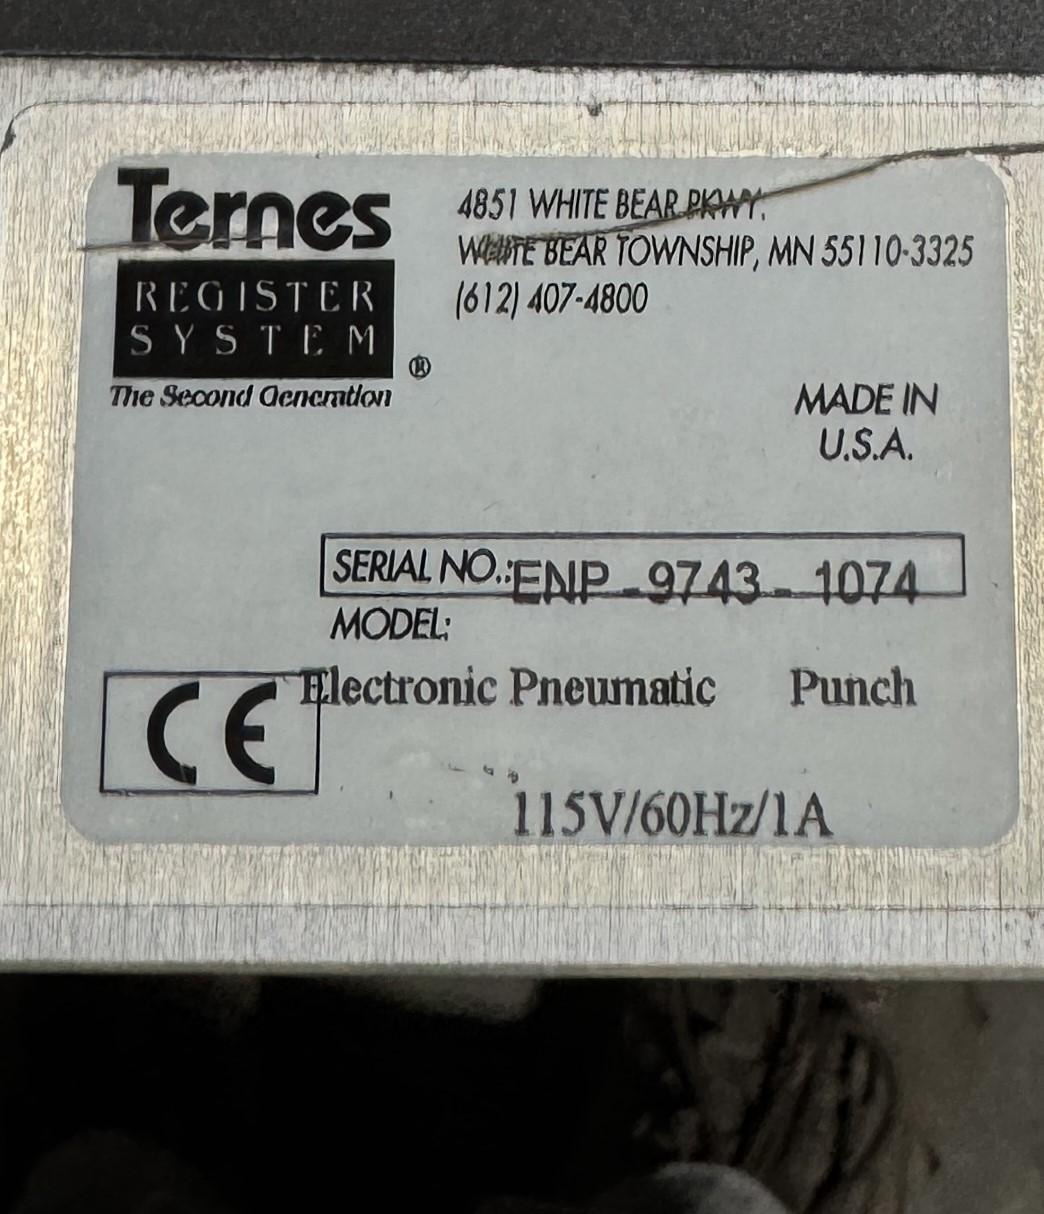 Ternes
REGISTER
SYSTEM
®
The Second Generation
4851 WHITE BEAR PKWY.
WHITE BEAR TOWNSHIP, MN 55110-3325
(612) 407-4800
MADE IN
U.S.A.
SERIAL NO.: ENP - 9743 - 1074
MODEL:
Electronic Pneumatic Punch
CE
115V/60Hz/1A